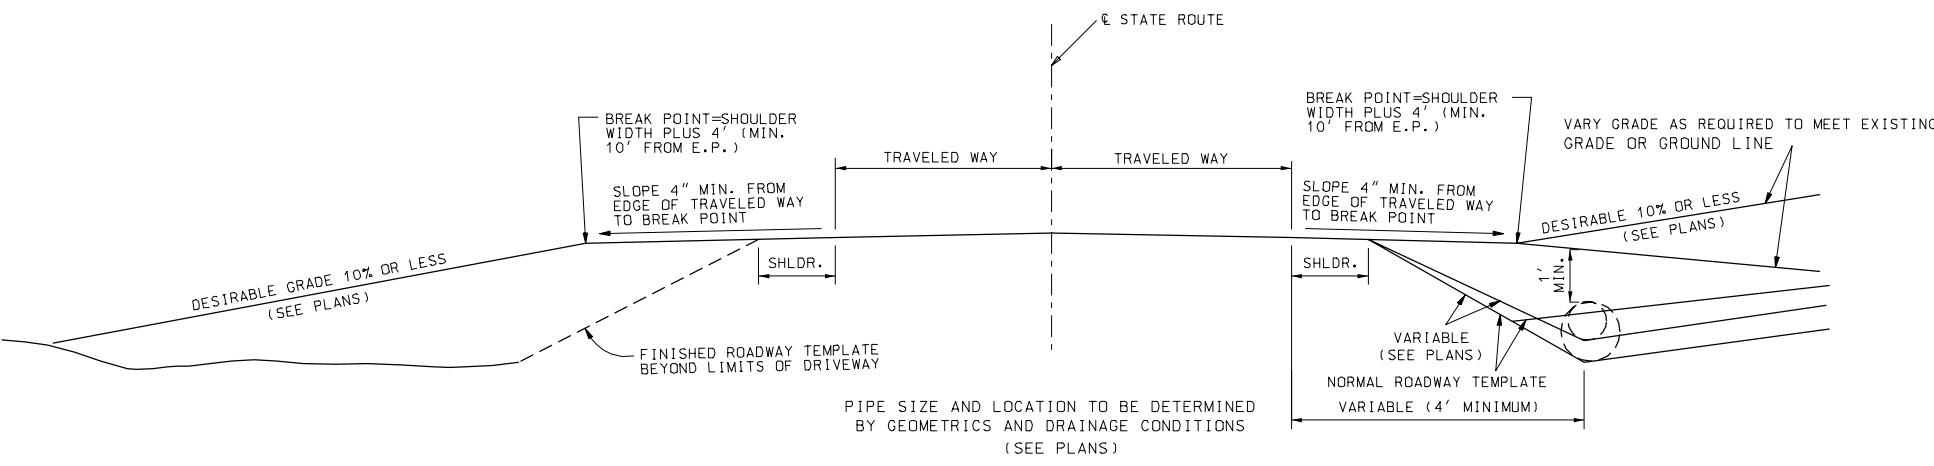 ℄ STATE ROUTE
BREAK POINT=SHOULDER
WIDTH PLUS 4' (MIN.
10' FROM E.P.)
BREAK POINT=SHOULDER
WIDTH PLUS 4' (MIN.
10' FROM E.P.)
VARY GRADE AS REQUIRED TO MEET EXISTING
GRADE OR GROUND LINE
TRAVELED WAY
TRAVELED WAY
SLOPE 4" MIN. FROM
EDGE OF TRAVELED WAY
TO BREAK POINT
SLOPE 4" MIN. FROM
EDGE OF TRAVELED WAY
TO BREAK POINT
DESIRABLE 10% OR LESS
(SEE PLANS)
DESIRABLE GRADE 10% OR LESS
(SEE PLANS)
SHLDR.
SHLDR.
1'
MIN.
VARIABLE
(SEE PLANS)
FINISHED ROADWAY TEMPLATE
BEYOND LIMITS OF DRIVEWAY
NORMAL ROADWAY TEMPLATE
VARIABLE (4' MINIMUM)
PIPE SIZE AND LOCATION TO BE DETERMINED
BY GEOMETRICS AND DRAINAGE CONDITIONS
(SEE PLANS)